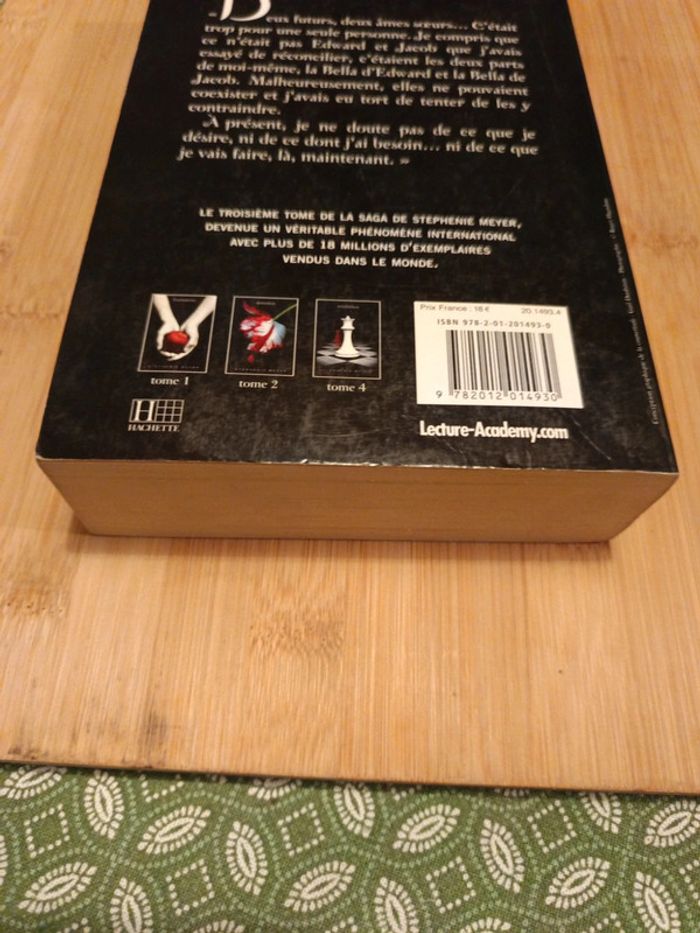 « Deux futurs, deux âmes sœurs... C'était
trop pour une seule personne. Je compris que
ce n'était pas Edward et Jacob que j'avais
essayé de réconcilier, c'étaient les deux parts
de moi-même, la Bella d'Edward et la Bella de
Jacob. Malheureusement, elles ne pouvaient
coexister et j'avais eu tort de tenter de les y
contraindre.
À présent, je ne doute pas de ce que je
désire, ni de ce dont j'ai besoin... ni de ce que
je vais faire, là, maintenant. »
LE TROISIÈME TOME DE LA SAGA DE STEPHENIE MEYER,
DEVENUE UN VÉRITABLE PHÉNOMÈNE INTERNATIONAL
AVEC PLUS DE 18 MILLIONS D'EXEMPLAIRES
VENDUS DANS LE MONDE.
tome 1
tome 2
tome 4
H
HACHETTE
Prix France : 18 €
20.1493.4
ISBN 978-2-01-201493-0
9 782012 014930
Lecture-Academy.com